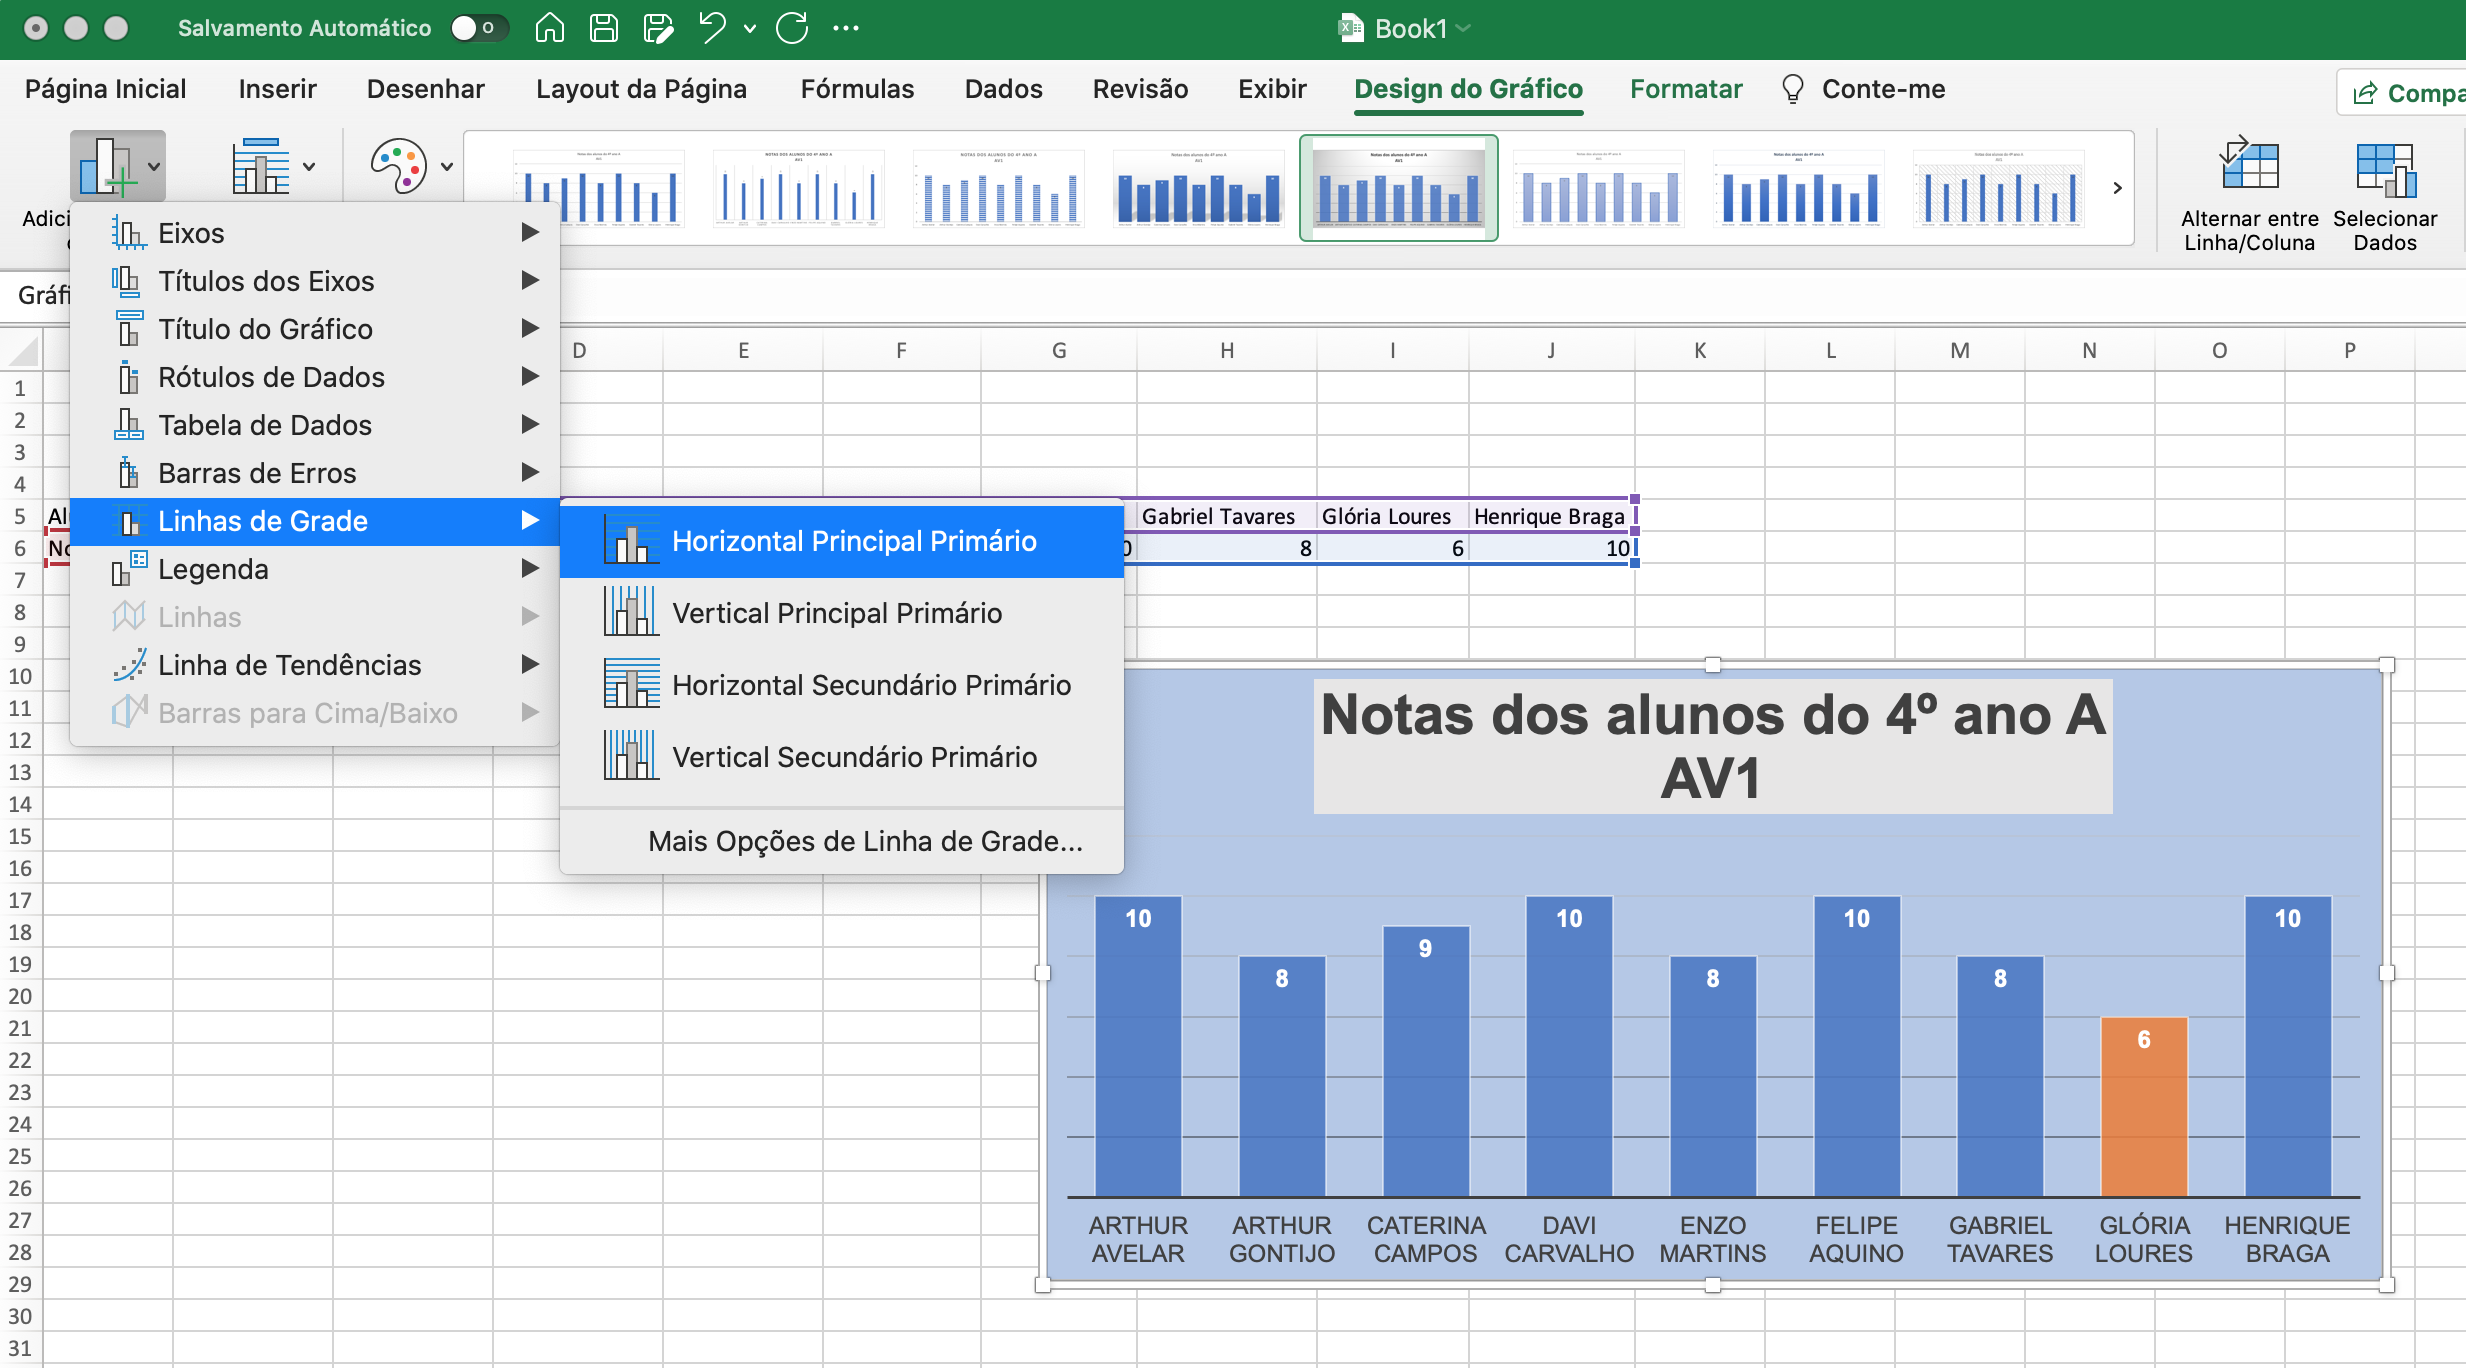 Salvamento Automático
Book1
Página Inicial Inserir Desenhar Layout da Página Fórmulas Dados Revisão Exibir Design do Gráfico Formatar Conte-me
Alternar entre
Linha/Coluna
Selecionar
Dados
Eixos
Títulos dos Eixos
Título do Gráfico
Rótulos de Dados
Tabela de Dados
Barras de Erros
Linhas de Grade
Legenda
Linhas
Linha de Tendências
Barras para Cima/Baixo
Horizontal Principal Primário
Vertical Principal Primário
Horizontal Secundário Primário
Vertical Secundário Primário
Mais Opções de Linha de Grade...
D E F G H I J K L M N O P
1
2
3
4
5 Gabriel Tavares Glória Loures Henrique Braga
6 8 6 10
7
8
9
10
11
12
13
14
15
16
17
18
19
20
21
22
23
24
25
26
27
28
29
30
31
Notas dos alunos do 4º ano A
AV1
10 8 9 10 8 10 8 6 10
ARTHUR AVELAR
ARTHUR GONTIJO
CATERINA CAMPOS
DAVI CARVALHO
ENZO MARTINS
FELIPE AQUINO
GABRIEL TAVARES
GLÓRIA LOURES
HENRIQUE BRAGA